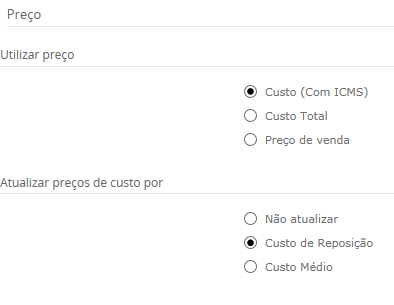 Preço
Utilizar preço
Custo (Com ICMS)
Custo Total
Preço de venda
Atualizar preços de custo por
Não atualizar
Custo de Reposição
Custo Médio